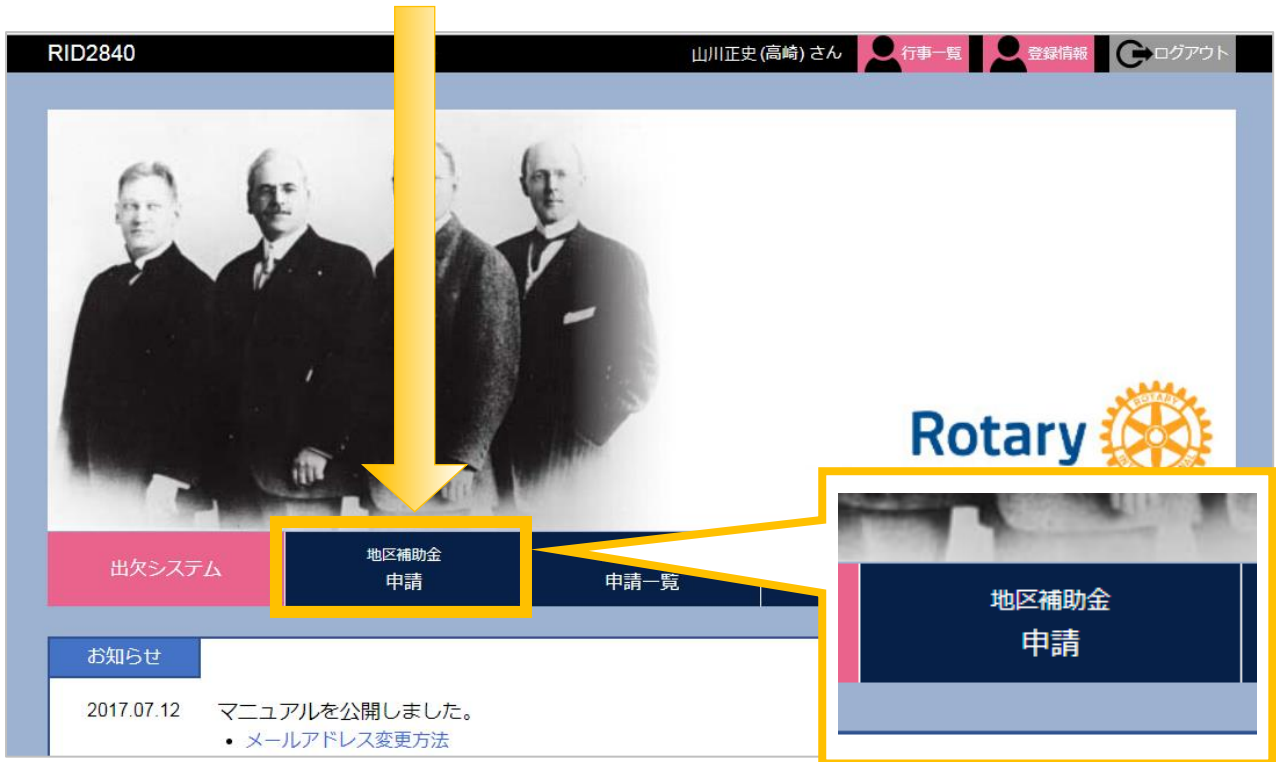 RID2840
山川正史(高崎) さん
行事一覧
登録情報
ログアウト
Rotary
ROTARY
出欠システム
地区補助金
申請
申請一覧
地区補助金
申請
お知らせ
2017.07.12 マニュアルを公開しました。
• メールアドレス変更方法